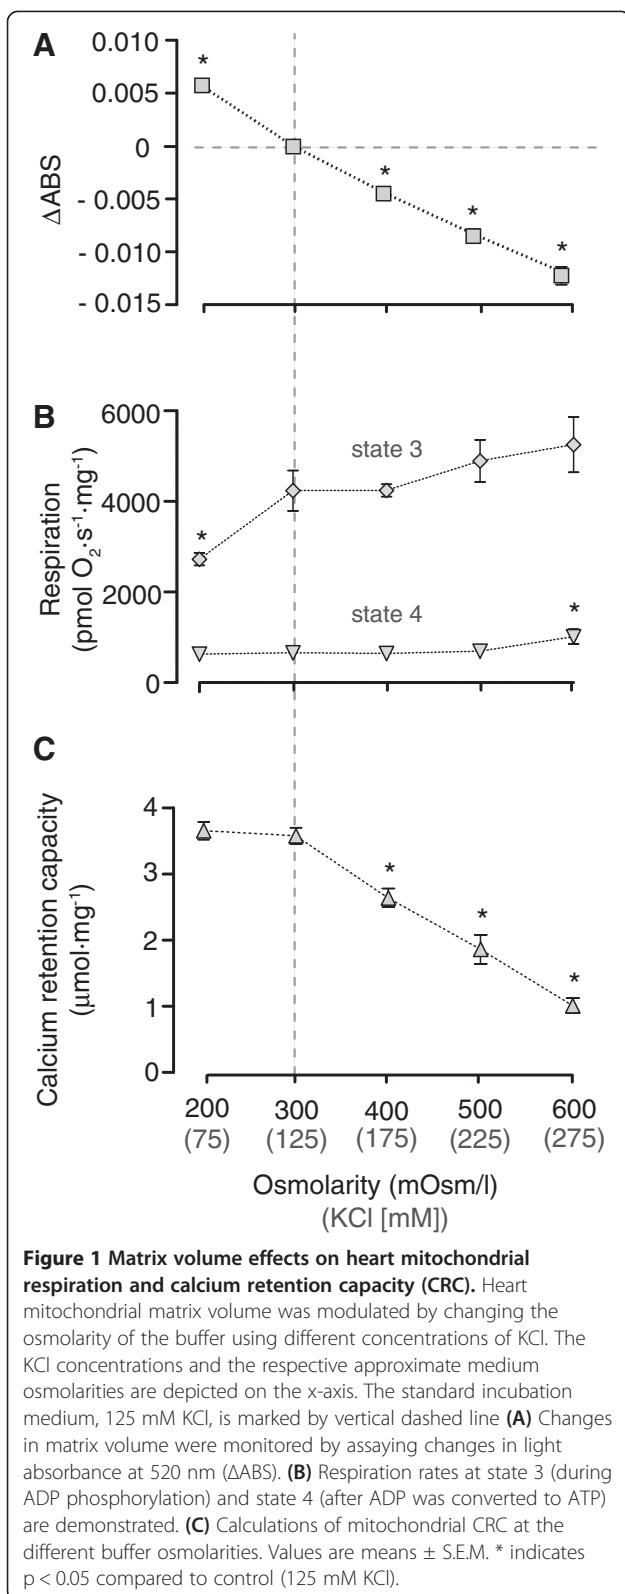 A
0.010
0.005
0
- 0.005
- 0.010
- 0.015
ΔABS
*
*
*
*
B
6000
4000
2000
0
Respiration
(pmol O₂·s⁻¹·mg⁻¹)
state 3
state 4
*
*
C
4
3
2
1
0
Calcium retention capacity
(μmol·mg⁻¹)
*
*
*
200 300 400 500 600
(75) (125) (175) (225) (275)
Osmolarity (mOsm/l)
(KCl [mM])
Figure 1 Matrix volume effects on heart mitochondrial
respiration and calcium retention capacity (CRC). Heart
mitochondrial matrix volume was modulated by changing the
osmolarity of the buffer using different concentrations of KCl. The
KCl concentrations and the respective approximate medium
osmolarities are depicted on the x-axis. The standard incubation
medium, 125 mM KCl, is marked by vertical dashed line (A) Changes
in matrix volume were monitored by assaying changes in light
absorbance at 520 nm (ΔABS). (B) Respiration rates at state 3 (during
ADP phosphorylation) and state 4 (after ADP was converted to ATP)
are demonstrated. (C) Calculations of mitochondrial CRC at the
different buffer osmolarities. Values are means ± S.E.M. * indicates
p < 0.05 compared to control (125 mM KCl).